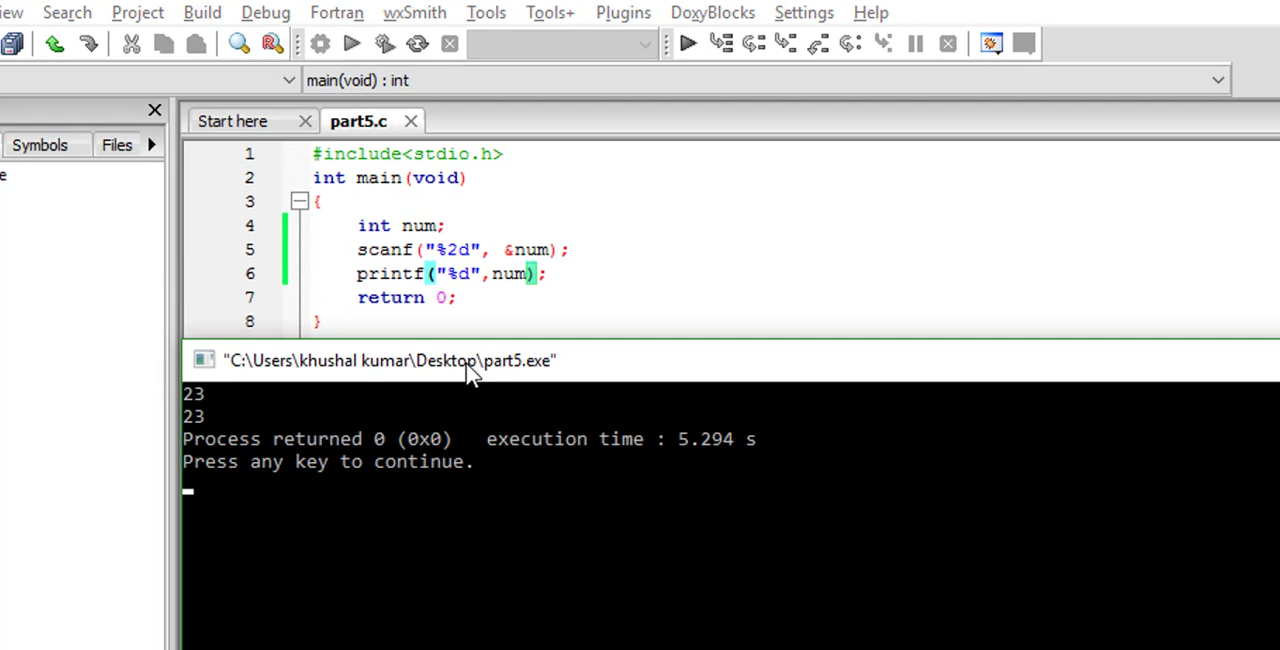 iew Search Project Build Debug Fortran wxSmith Tools Tools+ Plugins DoxyBlocks Settings Help
main(void) : int
Start here part5.c
Symbols Files
e
1 #include<stdio.h>
2 int main(void)
3 {
4 int num;
5 scanf("%2d", &num);
6 printf("%d",num);
7 return 0;
8 }
"C:\Users\khushal kumar\Desktop\part5.exe"
23
23
Process returned 0 (0x0) execution time : 5.294 s
Press any key to continue.